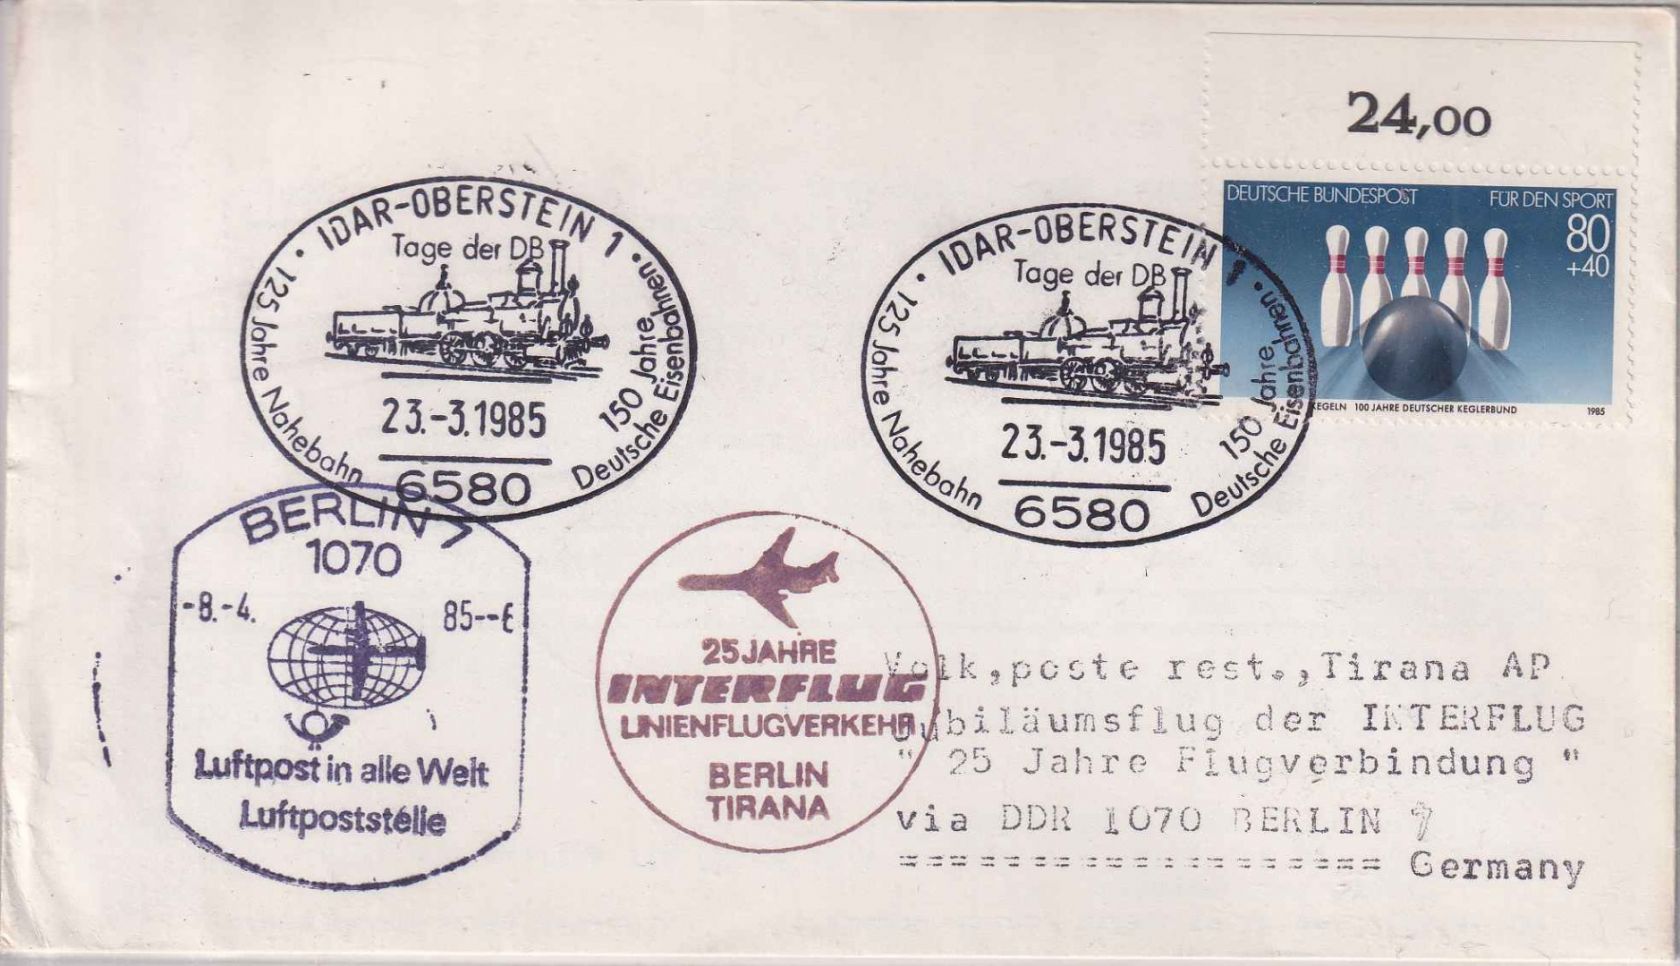 24,00
DEUTSCHE BUNDESPOST FÜR DEN SPORT
80
+40
KEGELN 100 JAHRE DEUTSCHER KEGLERBUND 1985
IDAR-OBERSTEIN 1
Tage der DB
125 Jahre Nahebahn
150 Jahre
Deutsche Eisenbahnen
23.-3.1985
6580
IDAR-OBERSTEIN 1
Tage der DB
125 Jahre Nahebahn
150 Jahre
Deutsche Eisenbahnen
23.-3.1985
6580
BERLIN 7
1070
-8.-4. 85--6
Luftpost in alle Welt
Luftpoststelle
25 JAHRE
INTERFLUG
LINIENFLUGVERKEHR
BERLIN
TIRANA
Volk,poste rest.,Tirana AP
Jubiläumsflug der INTERFLUG
" 25 Jahre Flugverbindung "
via DDR 1070 BERLIN 7
==================== Germany